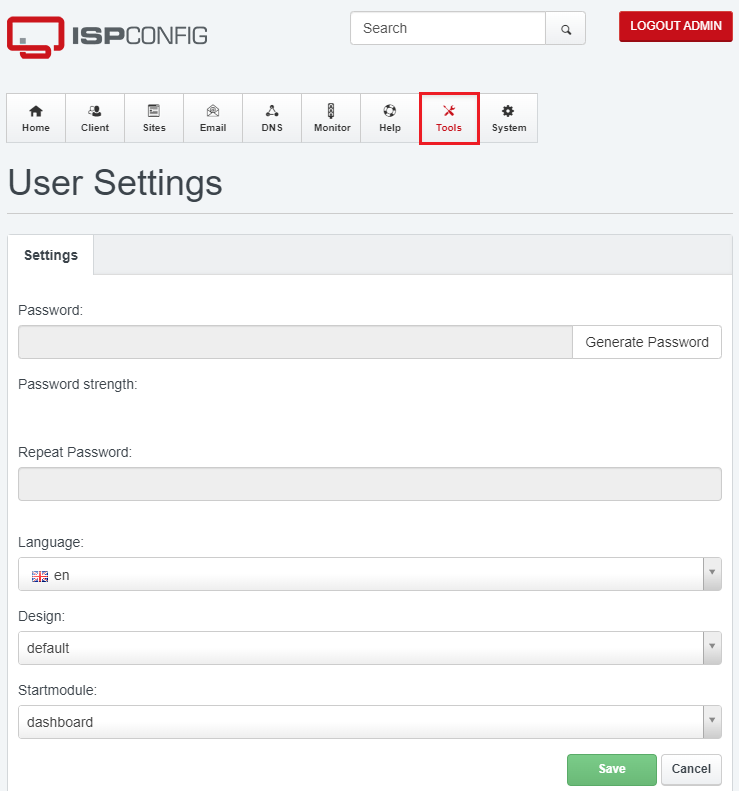 ISPCONFIG
Search
LOGOUT ADMIN
Home Client Sites Email DNS Monitor Help Tools System
User Settings
Settings
Password:
Generate Password
Password strength:
Repeat Password:
Language:
en
Design:
default
Startmodule:
dashboard
Save Cancel